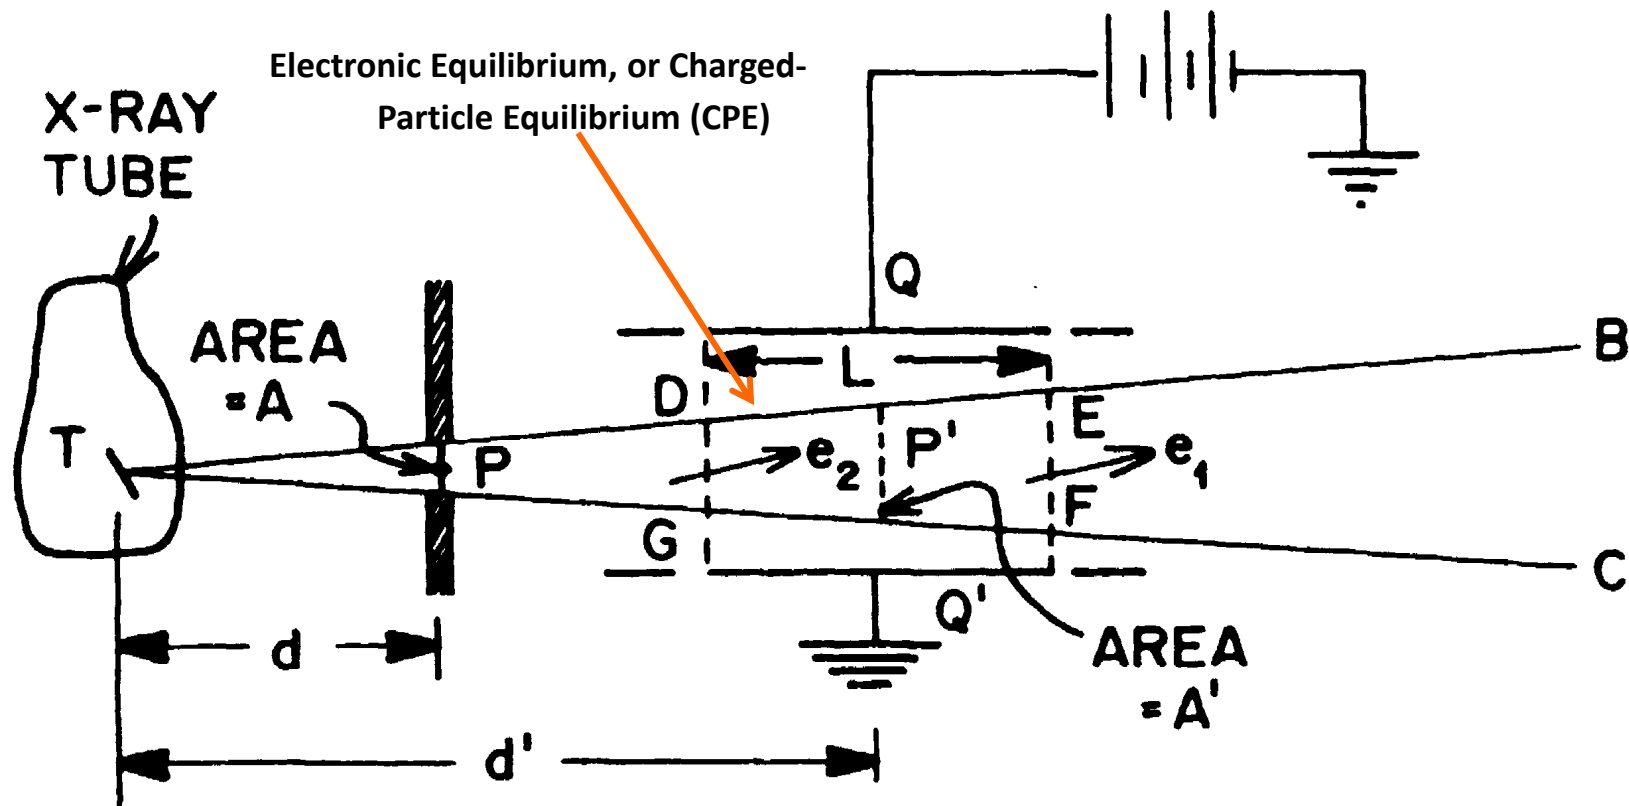 Electronic Equilibrium, or Charged-
Particle Equilibrium (CPE)
X-RAY
TUBE
AREA
= A
T
P
Q
L
D
E
B
e2
P'
e1
G
F
C
Q'
d
AREA
= A'
d'